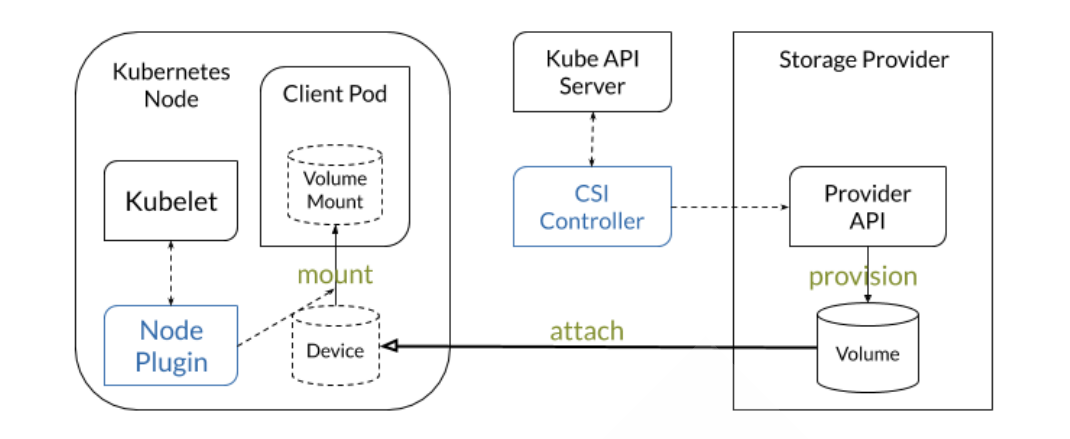 Kubernetes
Node
Client Pod
Volume
Mount
Kubelet
mount
Node
Plugin
Device
Kube API
Server
CSI
Controller
attach
Storage Provider
Provider
API
provision
Volume